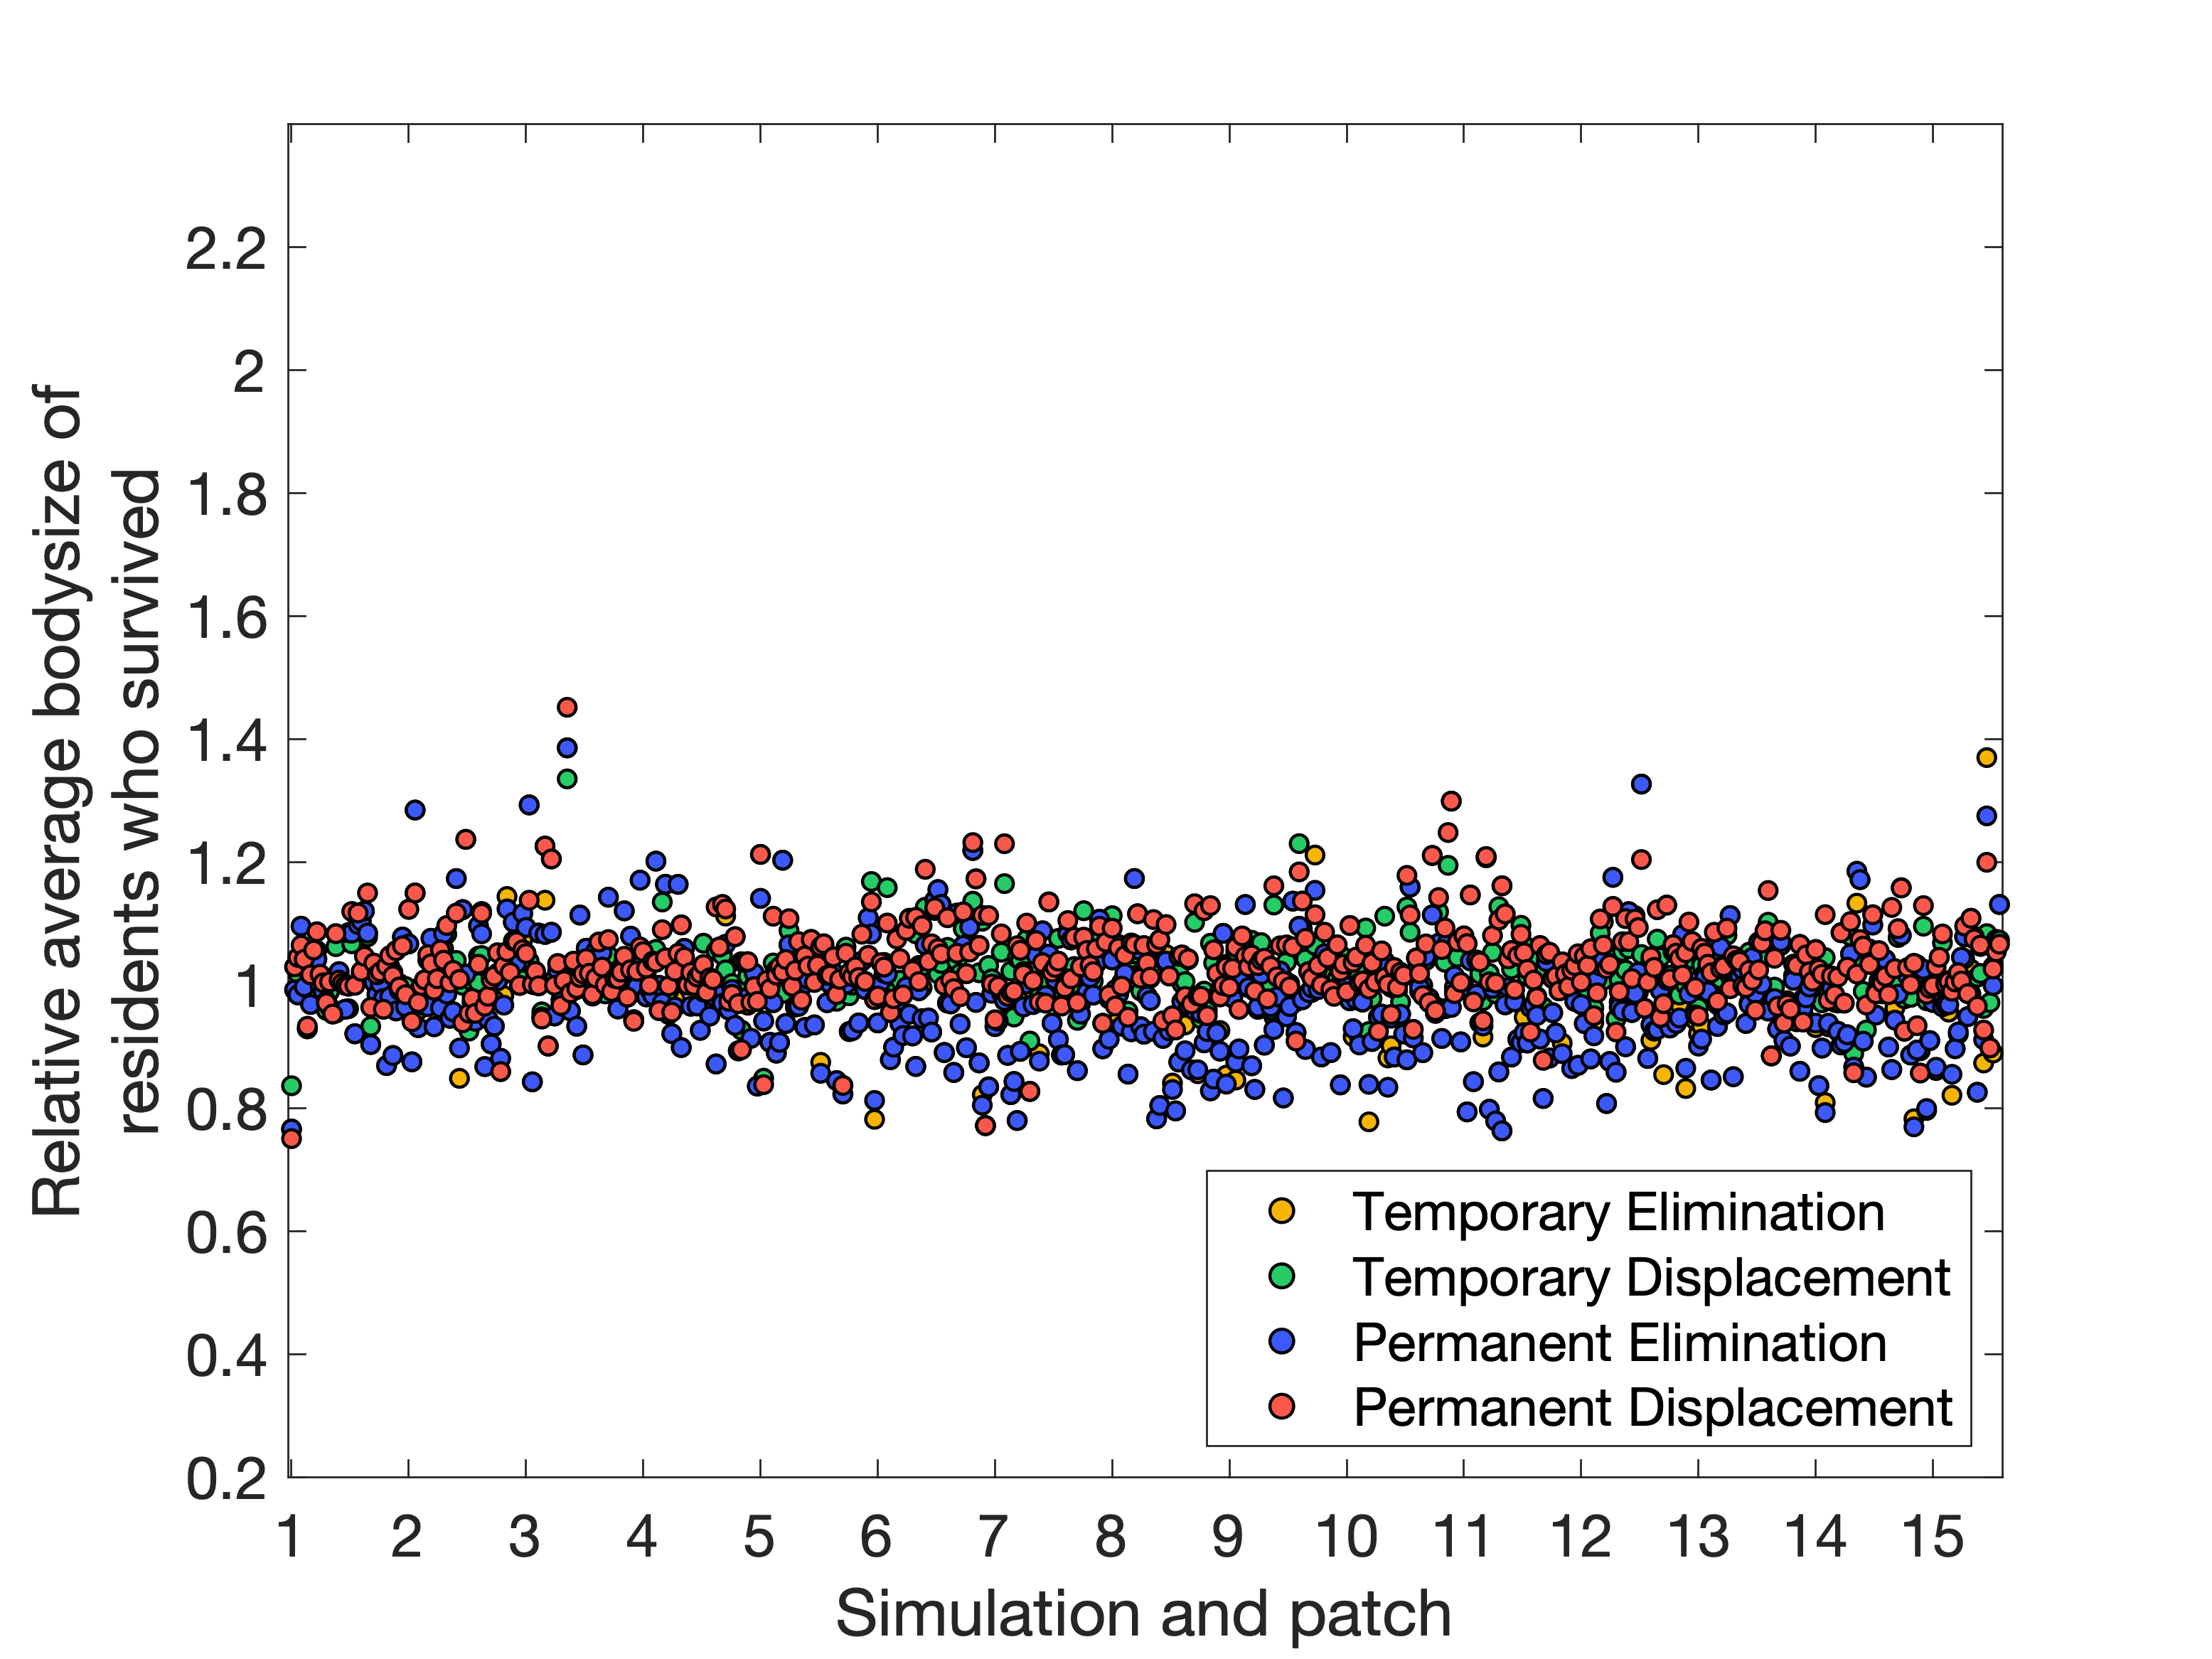 Relative average bodysize of
residents who survived
2.2
2
1.8
1.6
1.4
1.2
1
0.8
0.6
0.4
0.2
1 2 3 4 5 6 7 8 9 10 11 12 13 14 15
Simulation and patch
Temporary Elimination
Temporary Displacement
Permanent Elimination
Permanent Displacement